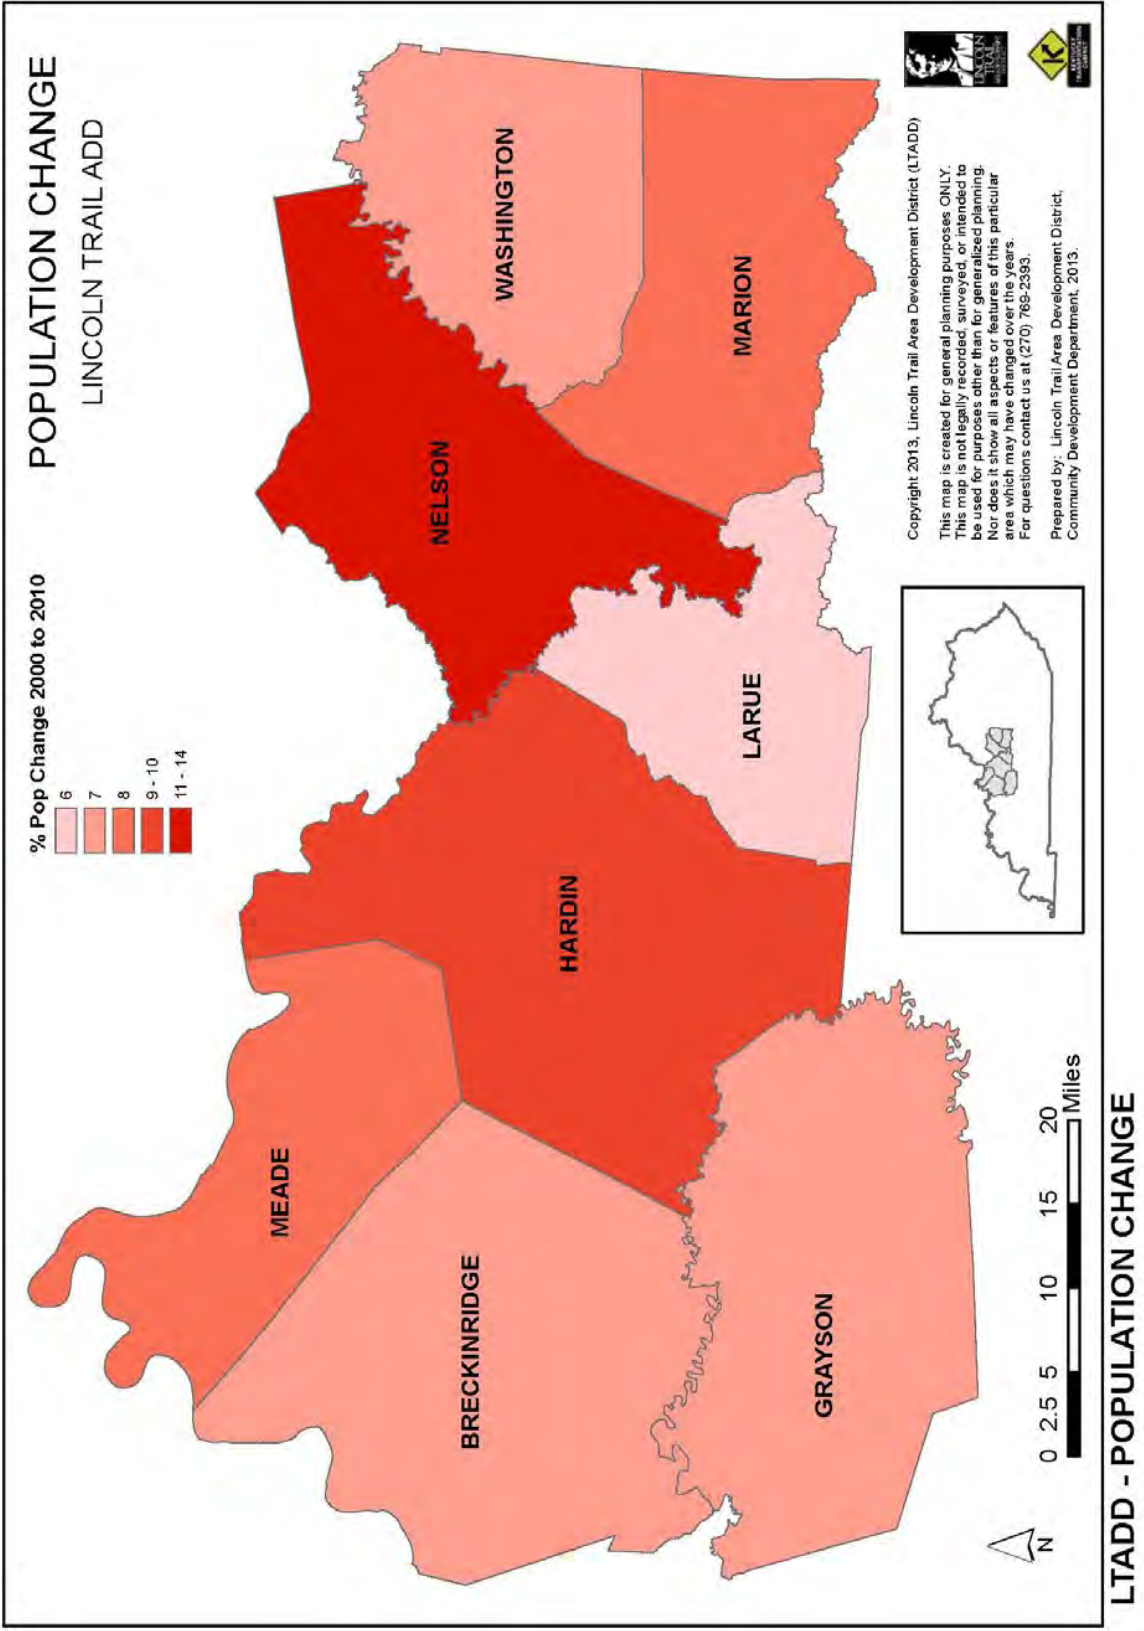 POPULATION CHANGE
LINCOLN TRAIL ADD
% Pop Change 2000 to 2010
6
7
8
9 - 10
11 - 14
MEADE
BRECKINRIDGE
HARDIN
NELSON
WASHINGTON
GRAYSON
LARUE
MARION
N
0 2.5 5 10 15 20
Miles
Copyright 2013, Lincoln Trail Area Development District (LTADD)
This map is created for general planning purposes ONLY.
This map is not legally recorded, surveyed, or intended to
be used for purposes other than for generalized planning.
Nor does it show all aspects or features of this particular
area which may have changed over the years.
For questions contact us at (270) 769-2393.
Prepared by: Lincoln Trail Area Development District,
Community Development Department, 2013.
LINCOLN
TRAIL
K
KENTUCKY
TRANSPORTATION
CABINET
LTADD - POPULATION CHANGE